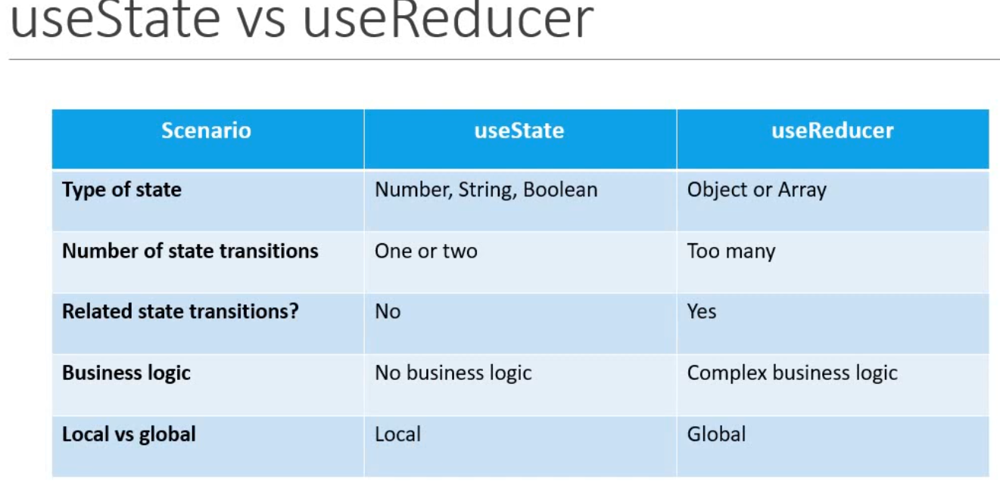 useState vs useReducer
Scenario useState useReducer
Type of state Number, String, Boolean Object or Array
Number of state transitions One or two Too many
Related state transitions? No Yes
Business logic No business logic Complex business logic
Local vs global Local Global